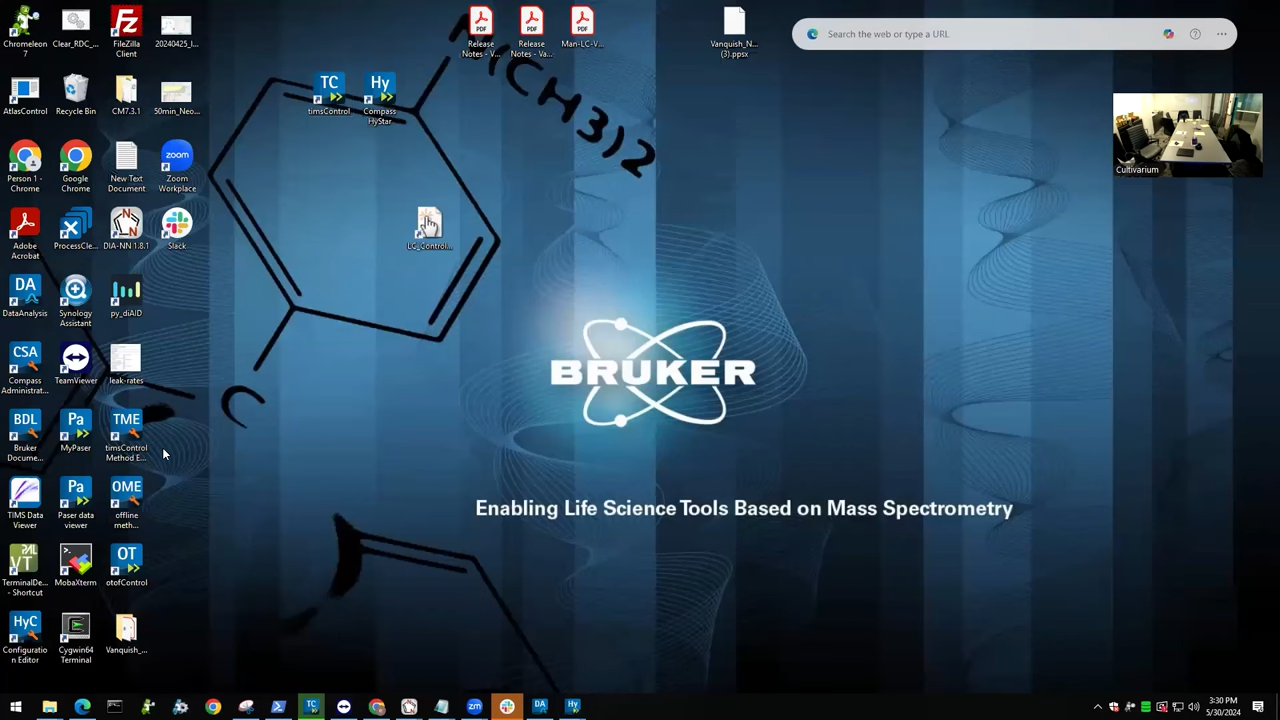 Chromeleon
7
Clear_RDC_...
FileZilla
Client
20240425_I...
AtlasControl
Recycle Bin
CM7.3.1
50min_Neo...
Person 1 -
Chrome
Google
Chrome
New Text
Document
Zoom
Workplace
zoom
Adobe
Acrobat
ProcessCle...
DIA-NN 1.8.1
Slack
DA
DataAnalysis
Synology
Assistant
py_diAID
CSA
Compass
Administrat...
TeamViewer
leak-rates
BDL
Bruker
Docume...
Pa
MyPaser
TME
timsControl
Method E...
TIMS Data
Viewer
Pa
Paser data
viewer
OME
offline
meth...
TerminalDe...
- Shortcut
MobaXterm
OT
otofControl
HyC
Configuratio
n Editor
Cygwin64
Terminal
Vanquish_...
TC
timsControl
Hy
Compass
HyStar
LC_Control...
PDF
Release
Notes - V...
PDF
Release
Notes - Va...
PDF
Man-LC-V...
Vanquish_N...
(3).ppsx
N(CH3)2
C
Search the web or type a URL
Cultivarium
BRUKER
Enabling Life Science Tools Based on Mass Spectrometry
TC
zm
DA
Hy
3:30 PM
5/30/2024